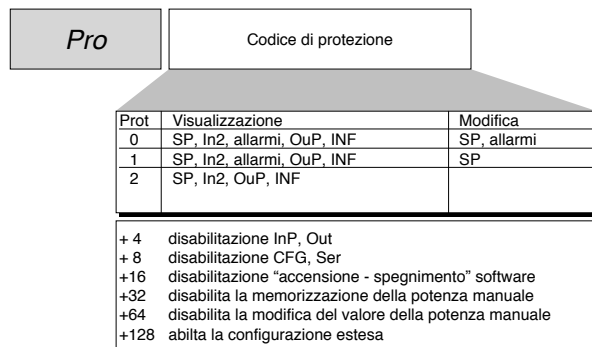 Pro
Codice di protezione
Prot Visualizzazione Modifica
0 SP, In2, allarmi, OuP, INF SP, allarmi
1 SP, In2, allarmi, OuP, INF SP
2 SP, In2, OuP, INF
+ 4 disabilitazione InP, Out
+ 8 disabilitazione CFG, Ser
+16 disabilitazione “accensione - spegnimento” software
+32 disabilita la memorizzazione della potenza manuale
+64 disabilita la modifica del valore della potenza manuale
+128 abilta la configurazione estesa